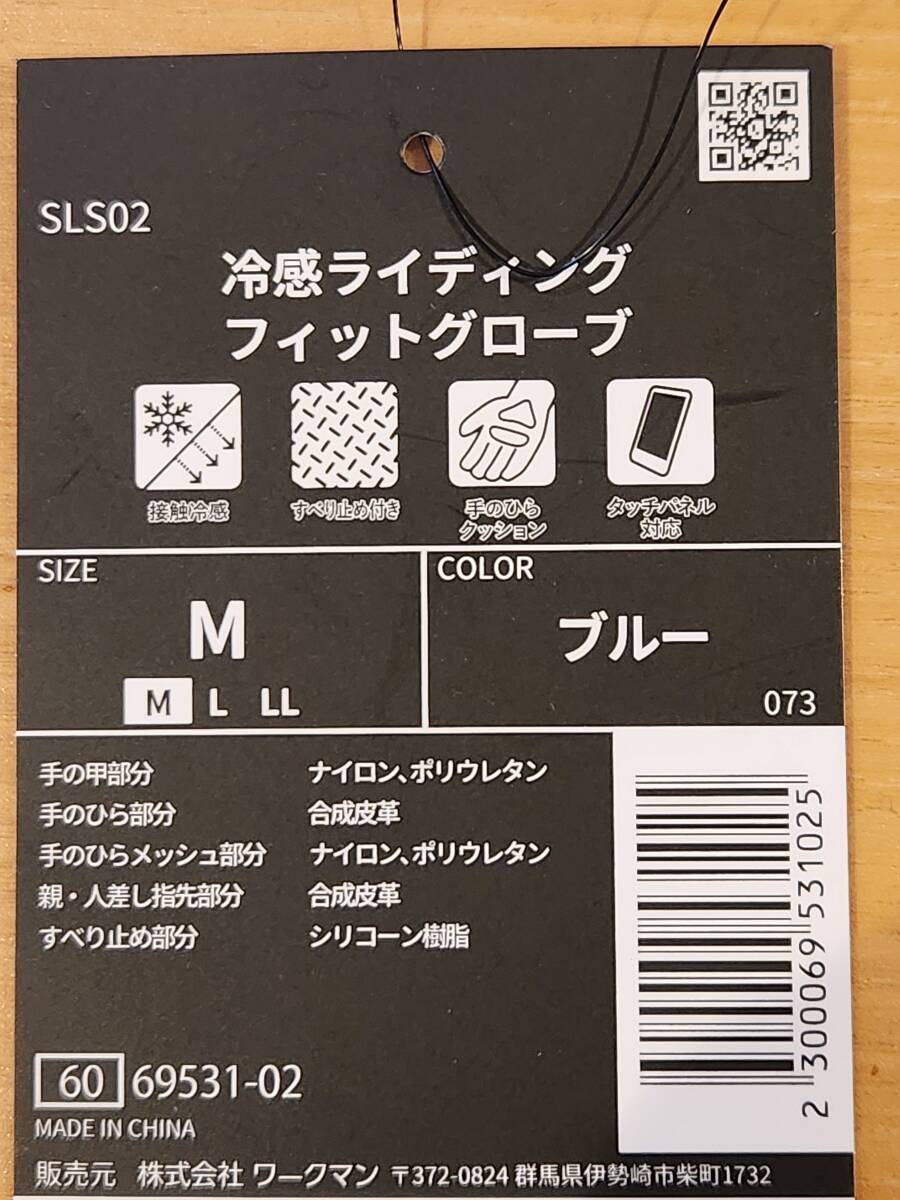 SLS02
冷感ライディング
フィットグローブ
接触冷感
すべり止め付き
手のひら
クッション
タッチパネル
対応
SIZE
M
M L LL
COLOR
ブルー
073
手の甲部分 ナイロン、ポリウレタン
手のひら部分 合成皮革
手のひらメッシュ部分 ナイロン、ポリウレタン
親・人差し指先部分 合成皮革
すべり止め部分 シリコーン樹脂
2 300069 531025
60 69531-02
MADE IN CHINA
販売元 株式会社 ワークマン 〒372-0824 群馬県伊勢崎市柴町1732